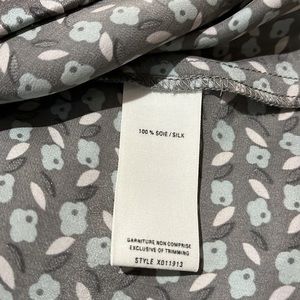 100 % SOIE / SILK
GARNITURE NON COMPRISE
EXCLUSIVE OF TRIMMING
STYLE X011913